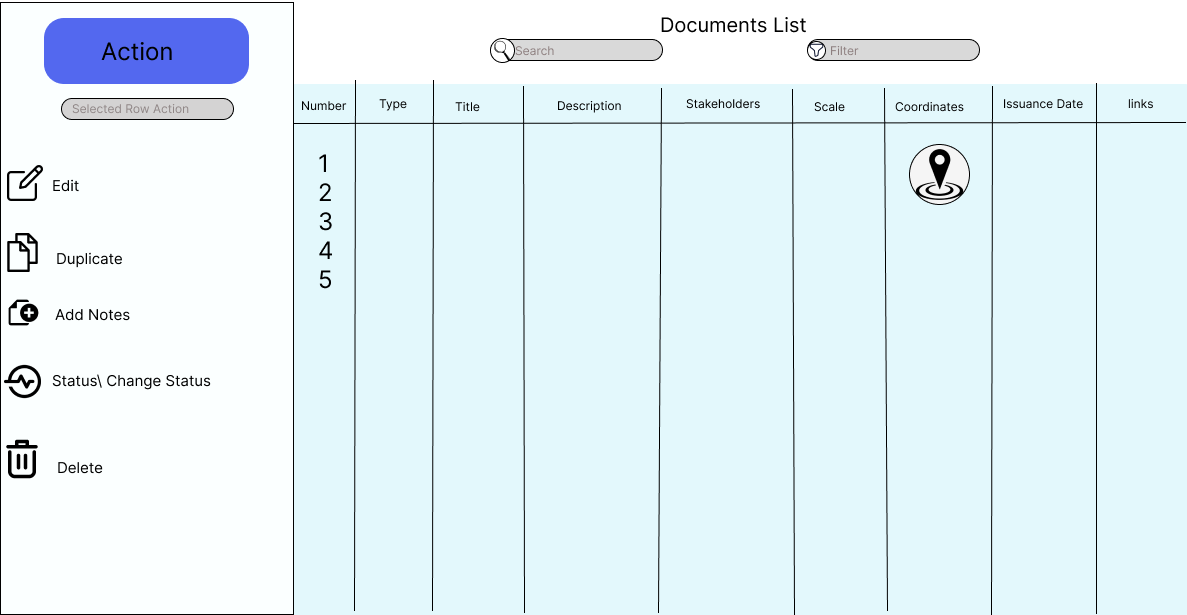 Action
Selected Row Action
Edit
Duplicate
Add Notes
Status\ Change Status
Delete
Documents List
Search
Filter
Number Type Title Description Stakeholders Scale Coordinates Issuance Date links
1
2
3
4
5